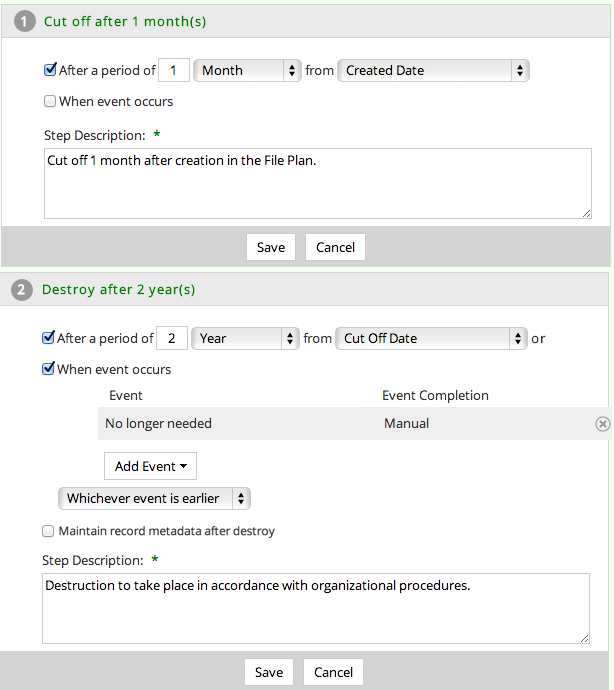 1 Cut off after 1 month(s)
After a period of 1 Month from Created Date
When event occurs
Step Description: *
Cut off 1 month after creation in the File Plan.
Save Cancel
2 Destroy after 2 year(s)
After a period of 2 Year from Cut Off Date or
When event occurs
Event Event Completion
No longer needed Manual
Add Event
Whichever event is earlier
Maintain record metadata after destroy
Step Description: *
Destruction to take place in accordance with organizational procedures.
Save Cancel